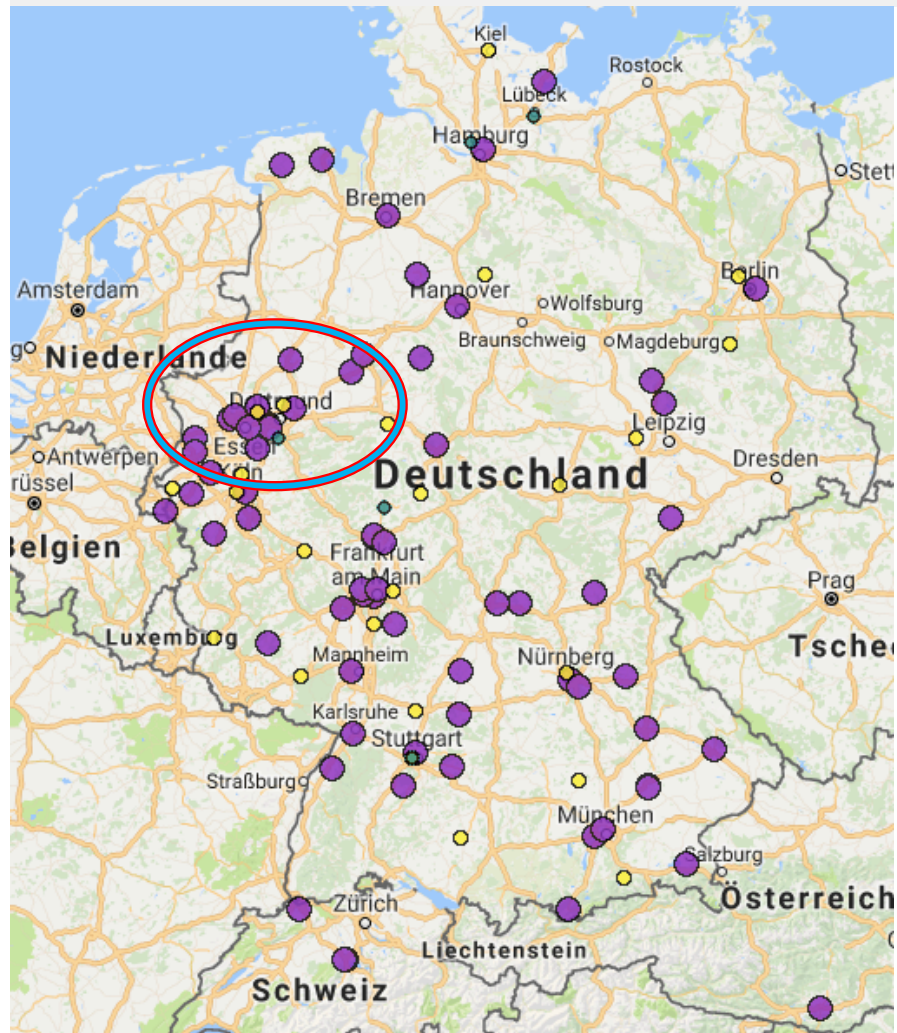 Kiel
Rostock
Lübeck
Hamburg
Stett
Bremen
Berlin
Amsterdam
Hannover
Wolfsburg
Braunschweig
Magdeburg
g
Niederlande
Dortmund
Leipzig
Essen
Antwerpen
Köln
Dresden
Deutschland
rüssel
Belgien
Frankfurt
am Main
Prag
Luxemburg
Tsche
Mannheim
Nürnberg
Karlsruhe
Stuttgart
Straßburg
München
Salzburg
Österreich
Zürich
Liechtenstein
Schweiz